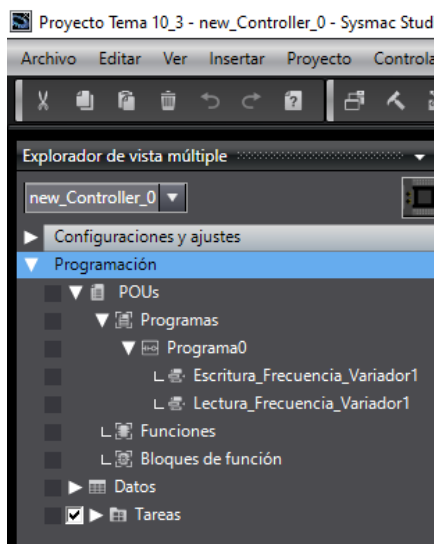 Proyecto Tema 10_3 - new_Controller_0 - Sysmac Stud
Archivo Editar Ver Insertar Proyecto Controla
Explorador de vista múltiple
new_Controller_0
Configuraciones y ajustes
Programación
POUs
Programas
Programa0
Escritura_Frecuencia_Variador1
Lectura_Frecuencia_Variador1
Funciones
Bloques de función
Datos
Tareas